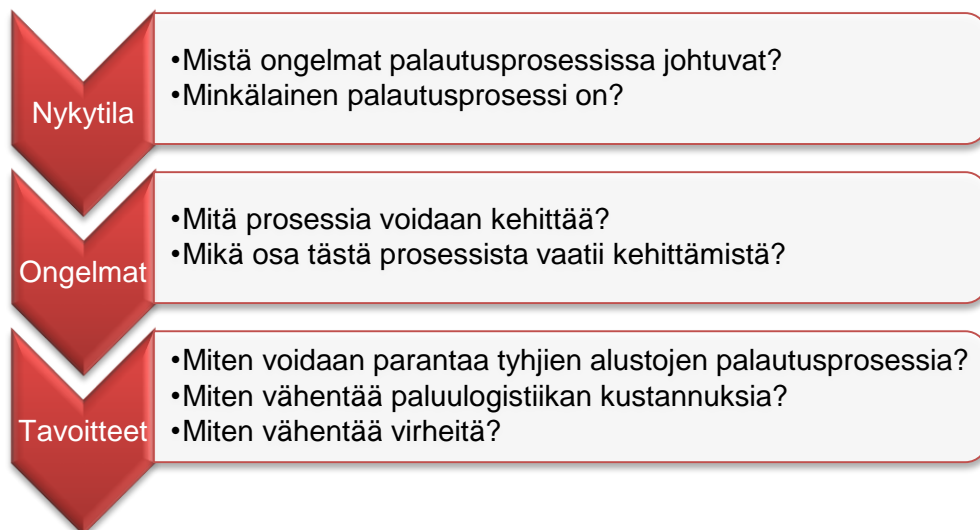 Nykytila
•Mistä ongelmat palautusprosessissa johtuvat?
•Minkälainen palautusprosessi on?
Ongelmat
•Mitä prosessia voidaan kehittää?
•Mikä osa tästä prosessista vaatii kehittämistä?
Tavoitteet
•Miten voidaan parantaa tyhjien alustojen palautusprosessia?
•Miten vähentää paluulogistiikan kustannuksia?
•Miten vähentää virheitä?